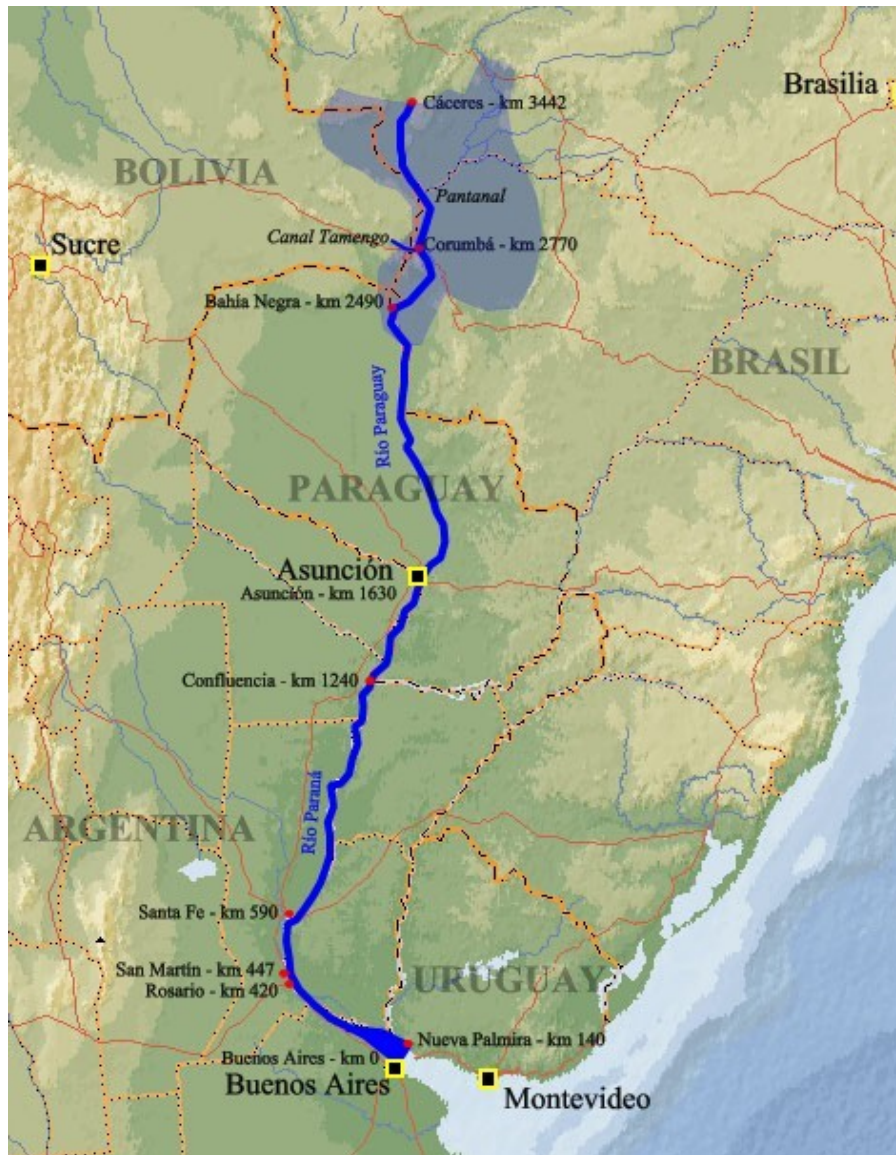 Brasilia
Cáceres - km 3442
BOLIVIA
Pantanal
Canal Tamengo
Sucre
Corumbá - km 2770
Bahía Negra - km 2490
BRASIL
Río Paraguay
PARAGUAY
Asunción
Asunción - km 1630
Confluencia - km 1240
Río Paraná
ARGENTINA
Santa Fe - km 590
San Martín - km 447
URUGUAY
Rosario - km 420
Nueva Palmira - km 140
Buenos Aires - km 0
Buenos Aires
Montevideo